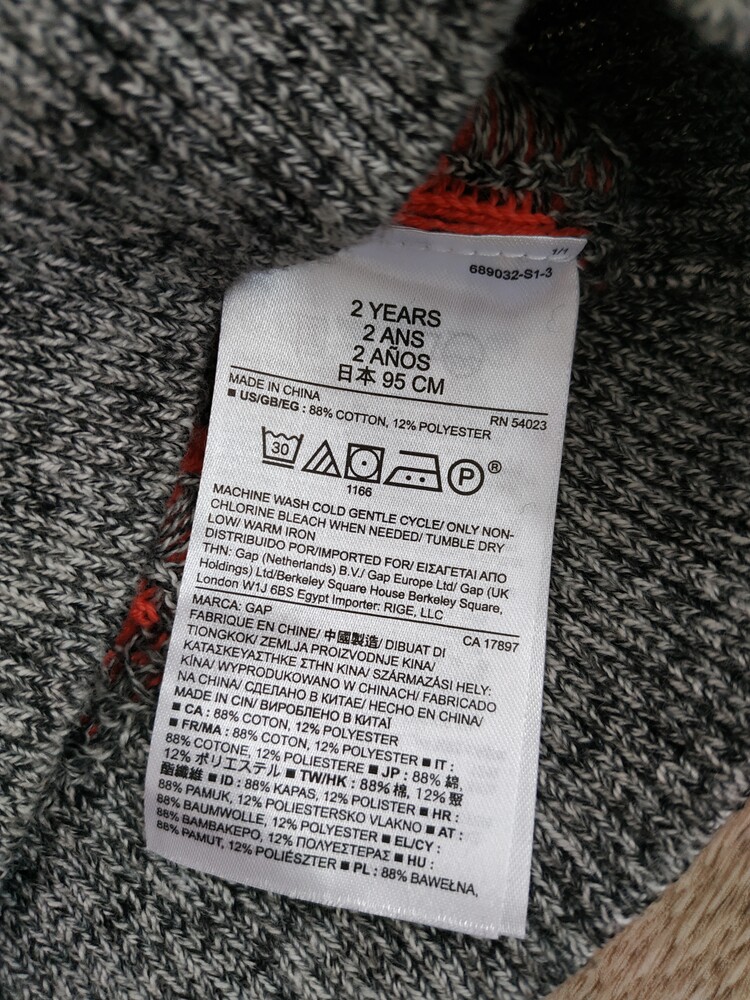 1/1
689032-S1-3
2 YEARS
2 ANS
2 AÑOS
日本 95 CM
MADE IN CHINA RN 54023
■ US/GB/EG : 88% COTTON, 12% POLYESTER
30 P ®
1166
MACHINE WASH COLD GENTLE CYCLE/ ONLY NON-
CHLORINE BLEACH WHEN NEEDED/ TUMBLE DRY
LOW/ WARM IRON
DISTRIBUIDO POR/IMPORTED FOR/ ΕΙΣΑΓΕΤΑΙ ΑΠΟ
ΤΗΝ: Gap (Netherlands) B.V./ Gap Europe Ltd/ Gap (UK
Holdings) Ltd/Berkeley Square House Berkeley Square,
London W1J 6BS Egypt Importer: RIGE, LLC
MARCA: GAP CA 17897
FABRIQUE EN CHINE/ 中國製造/ DIBUAT DI
TIONGKOK/ ZEMLJA PROIZVODNJE KINA/
ΚΑΤΑΣΚΕΥΑΣΤΗΚΕ ΣΤΗΝ ΚΙΝΑ/ SZÁRMAZÁSI HELY:
KÍNA/ WYPRODUKOWANO W CHINACH/ FABRICADO
NA CHINA/ СДЕЛАНО В КИТАЕ/ HECHO EN CHINA/
MADE IN CIN/ ВИРОБЛЕНО В КИТАЇ
■ CA : 88% COTON, 12% POLYESTER
■ FR/MA : 88% COTON, 12% POLYESTER ■ IT :
88% COTONE, 12% POLIESTERE ■ JP : 88% 綿,
12% ポリエステル ■ TW/HK : 88% 棉, 12% 聚
酯纖維 ■ ID : 88% KAPAS, 12% POLISTER ■ HR :
88% PAMUK, 12% POLIESTERSKO VLAKNO ■ AT :
88% BAUMWOLLE, 12% POLYESTER ■ EL/CY :
88% ΒΑΜΒΑΚΕΡΟ, 12% ΠΟΛΥΕΣΤΕΡΑΣ ■ HU :
88% PAMUT, 12% POLIÉSZTER ■ PL : 88% BAWEŁNA,